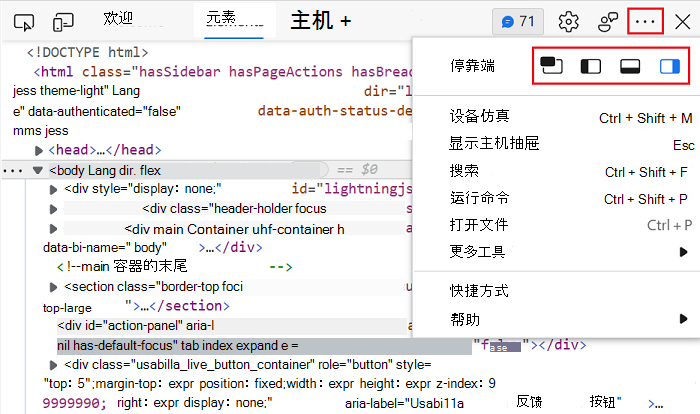 欢迎 元素 主机 + 71
<!DOCTYPE html>
<html class="hasSidebar hasPageActions hasBreac
jess theme-light" Lang dir="l
e" data-authenticated="false" data-auth-status-de
mms jess
<head>…</head>
<body Lang dir. flex == $0
<div style="display: none;" id="lightningjs
<div class="header-holder focus s
<div main Container uhf-container h a
data-bi-name=" body" >…</div>
<!--main 容器的末尾 -->
<section class="border-top foci u
top-large ">…</section>
<div id="action-panel" aria-l a
nil has-default-focus" tab index expand e = "false"></div>
<div class="usabilla_live_button_container" role="button" style=
"top: 5";margin-top: expr position: fixed;width: expr height: expr z-index: 9
9999990; right: expr display: none;" aria-label="Usabi11a 反馈 按钮" >…
停靠端
设备仿真 Ctrl + Shift + M
显示主机抽屉 Esc
搜索 Ctrl + Shift + F
运行命令 Ctrl + Shift + P
打开文件 Ctrl + P
更多工具
快捷方式
帮助